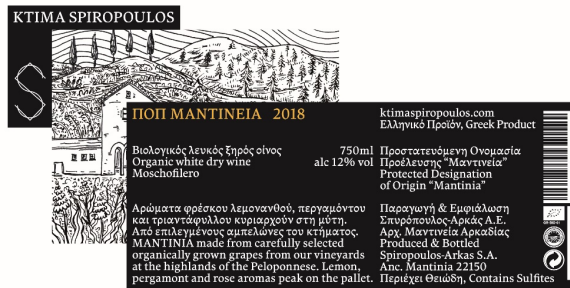 KTIMA SPIROPOULOS
S
ΠΟΠ ΜΑΝΤΙΝΕΙΑ 2018
Βιολογικός λευκός ξηρός οίνος 750ml
Organic white dry wine alc 12% vol
Moschofilero
Αρώματα φρέσκου λεμονανθού, περγαμόντου
και τριαντάφυλλου κυριαρχούν στη μύτη.
Από επιλεγμένους αμπελώνες του κτήματος.
MANTINIA made from carefully selected
organically grown grapes from our vineyards
at the highlands of the Peloponnese. Lemon,
pergamont and rose aromas peak on the pallet.
ktimaspiropoulos.com
Ελληνικό Προϊόν, Greek Product
Προστατευόμενη Ονομασία
Προέλευσης "Μαντινεία"
Protected Designation
of Origin "Mantinia"
Παραγωγή & Εμφιάλωση
Σπυρόπουλος-Αρκάς Α.Ε.
Αρχ. Μαντινεία Αρκαδίας
Produced & Bottled
Spiropoulos-Arkas S.A.
Anc. Mantinia 22150
Περιέχει Θειώδη, Contains Sulfites